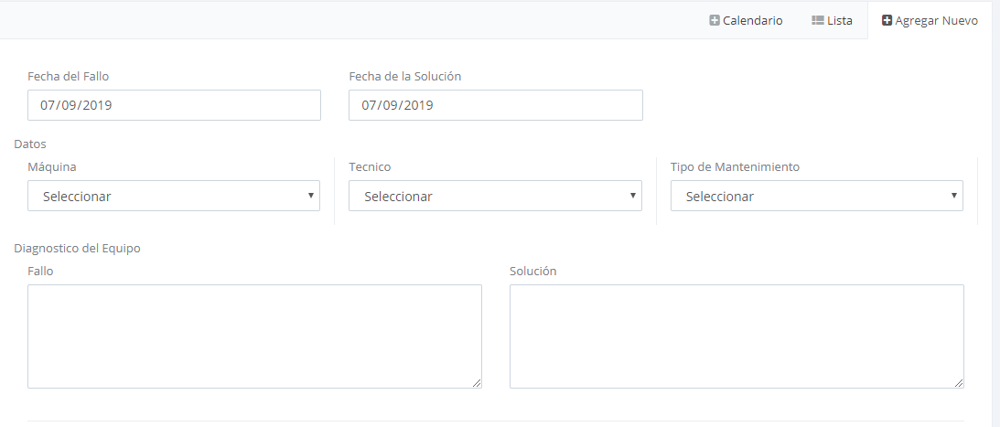 Calendario Lista Agregar Nuevo
Fecha del Fallo Fecha de la Solución
07/09/2019 07/09/2019
Datos
Máquina Tecnico Tipo de Mantenimiento
Seleccionar Seleccionar Seleccionar
Diagnostico del Equipo
Fallo Solución